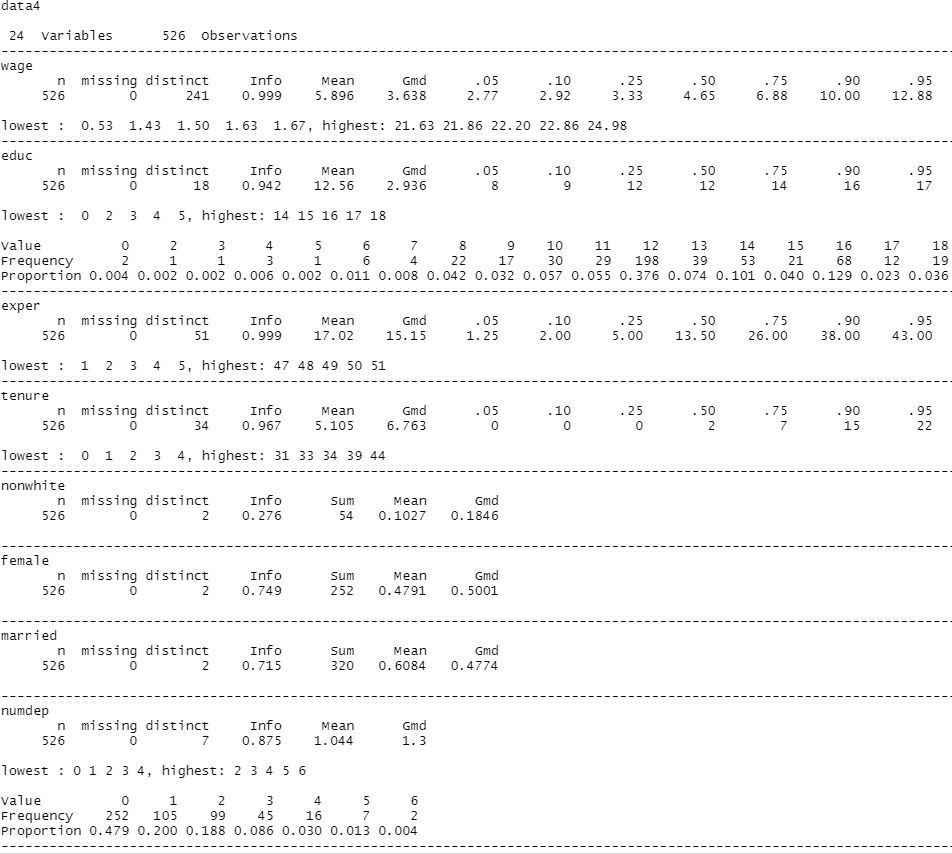 data4
24 Variables 526 Observations
--------------------------------------------------------------------------------
wage
n missing distinct Info Mean Gmd .05 .10 .25 .50 .75 .90 .95
526 0 241 0.999 5.896 3.638 2.77 2.92 3.33 4.65 6.88 10.00 12.88
lowest : 0.53 1.43 1.50 1.63 1.67, highest: 21.63 21.86 22.20 22.86 24.98
--------------------------------------------------------------------------------
educ
n missing distinct Info Mean Gmd .05 .10 .25 .50 .75 .90 .95
526 0 18 0.942 12.56 2.936 8 9 12 12 14 16 17
lowest : 0 2 3 4 5, highest: 14 15 16 17 18
Value 0 2 3 4 5 6 7 8 9 10 11 12 13 14 15 16 17 18
Frequency 2 1 1 3 1 6 4 22 17 30 29 198 39 53 21 68 12 19
Proportion 0.004 0.002 0.002 0.006 0.002 0.011 0.008 0.042 0.032 0.057 0.055 0.376 0.074 0.101 0.040 0.129 0.023 0.036
--------------------------------------------------------------------------------
exper
n missing distinct Info Mean Gmd .05 .10 .25 .50 .75 .90 .95
526 0 51 0.999 17.02 15.15 1.25 2.00 5.00 13.50 26.00 38.00 43.00
lowest : 1 2 3 4 5, highest: 47 48 49 50 51
--------------------------------------------------------------------------------
tenure
n missing distinct Info Mean Gmd .05 .10 .25 .50 .75 .90 .95
526 0 34 0.967 5.105 6.763 0 0 0 2 7 15 22
lowest : 0 1 2 3 4, highest: 31 33 34 39 44
--------------------------------------------------------------------------------
nonwhite
n missing distinct Info Sum Mean Gmd
526 0 2 0.276 54 0.1027 0.1846
--------------------------------------------------------------------------------
female
n missing distinct Info Sum Mean Gmd
526 0 2 0.749 252 0.4791 0.5001
--------------------------------------------------------------------------------
married
n missing distinct Info Sum Mean Gmd
526 0 2 0.715 320 0.6084 0.4774
--------------------------------------------------------------------------------
numdep
n missing distinct Info Mean Gmd
526 0 7 0.875 1.044 1.3
lowest : 0 1 2 3 4, highest: 2 3 4 5 6
Value 0 1 2 3 4 5 6
Frequency 252 105 99 45 16 7 2
Proportion 0.479 0.200 0.188 0.086 0.030 0.013 0.004
--------------------------------------------------------------------------------